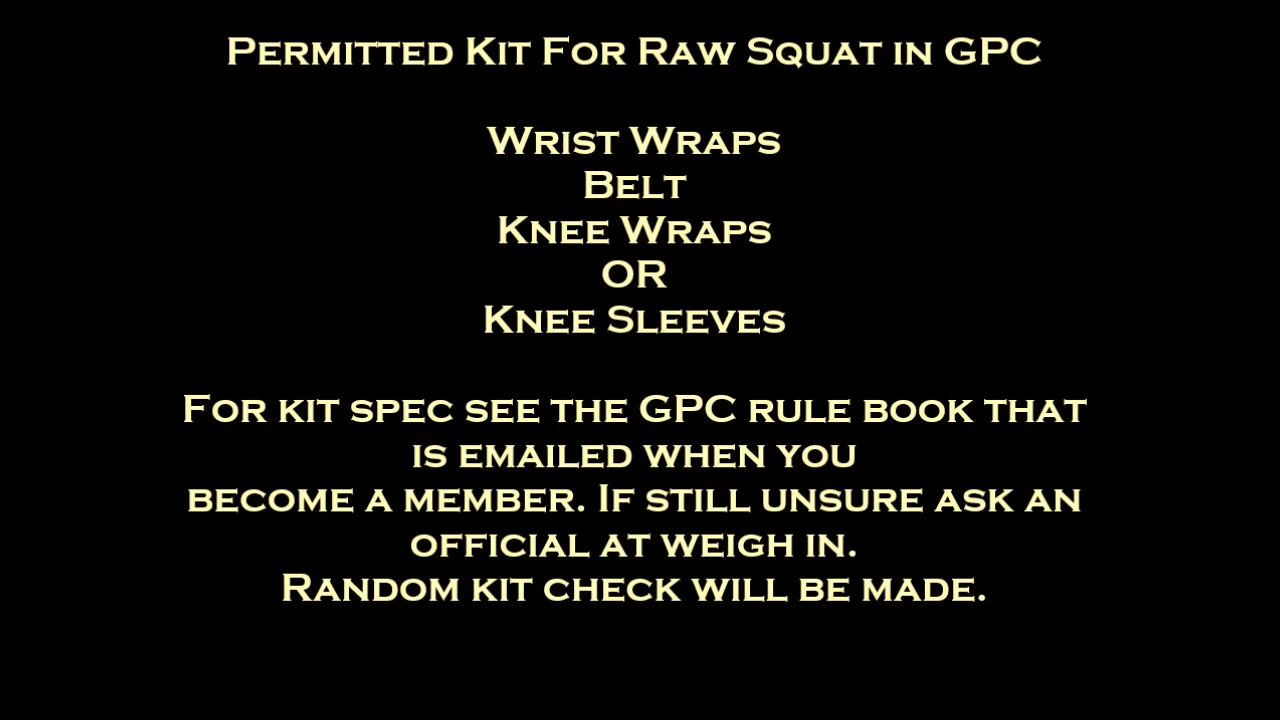 Permitted Kit For Raw Squat in GPC
Wrist Wraps
Belt
Knee Wraps
OR
Knee Sleeves
For kit spec see the GPC rule book that
is emailed when you
become a member. If still unsure ask an
official at weigh in.
Random kit check will be made.